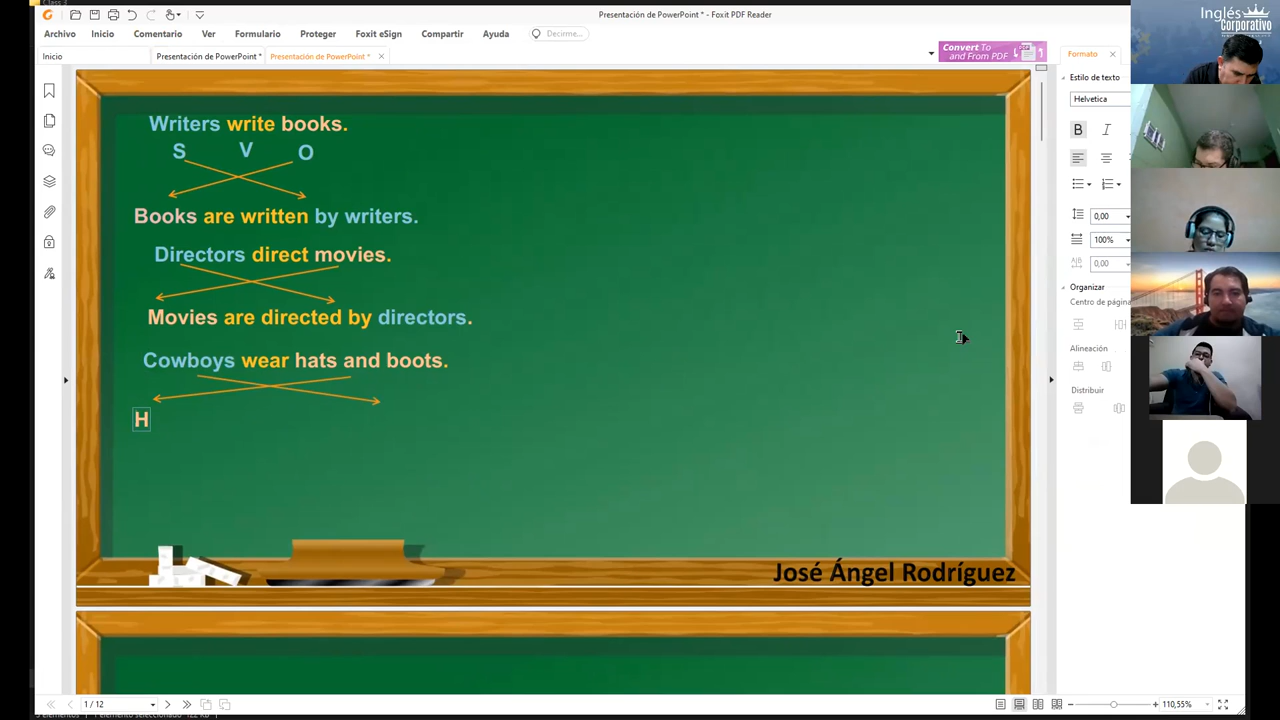 Presentación de PowerPoint * - Foxit PDF Reader
Archivo Inicio Comentario Ver Formulario Proteger Foxit eSign Compartir Ayuda Decirme...
Inicio Presentación de PowerPoint * Presentación de PowerPoint *
Convert To
and From PDF
Inglés
Corporativo
Formato
Estilo de texto
Helvetica
B I
0,00
100%
0,00
Organizar
Centro de página
Alineación
Distribuir
Writers write books.
S V O
Books are written by writers.
Directors direct movies.
Movies are directed by directors.
Cowboys wear hats and boots.
H
José Ángel Rodríguez
1 / 12
110,55%